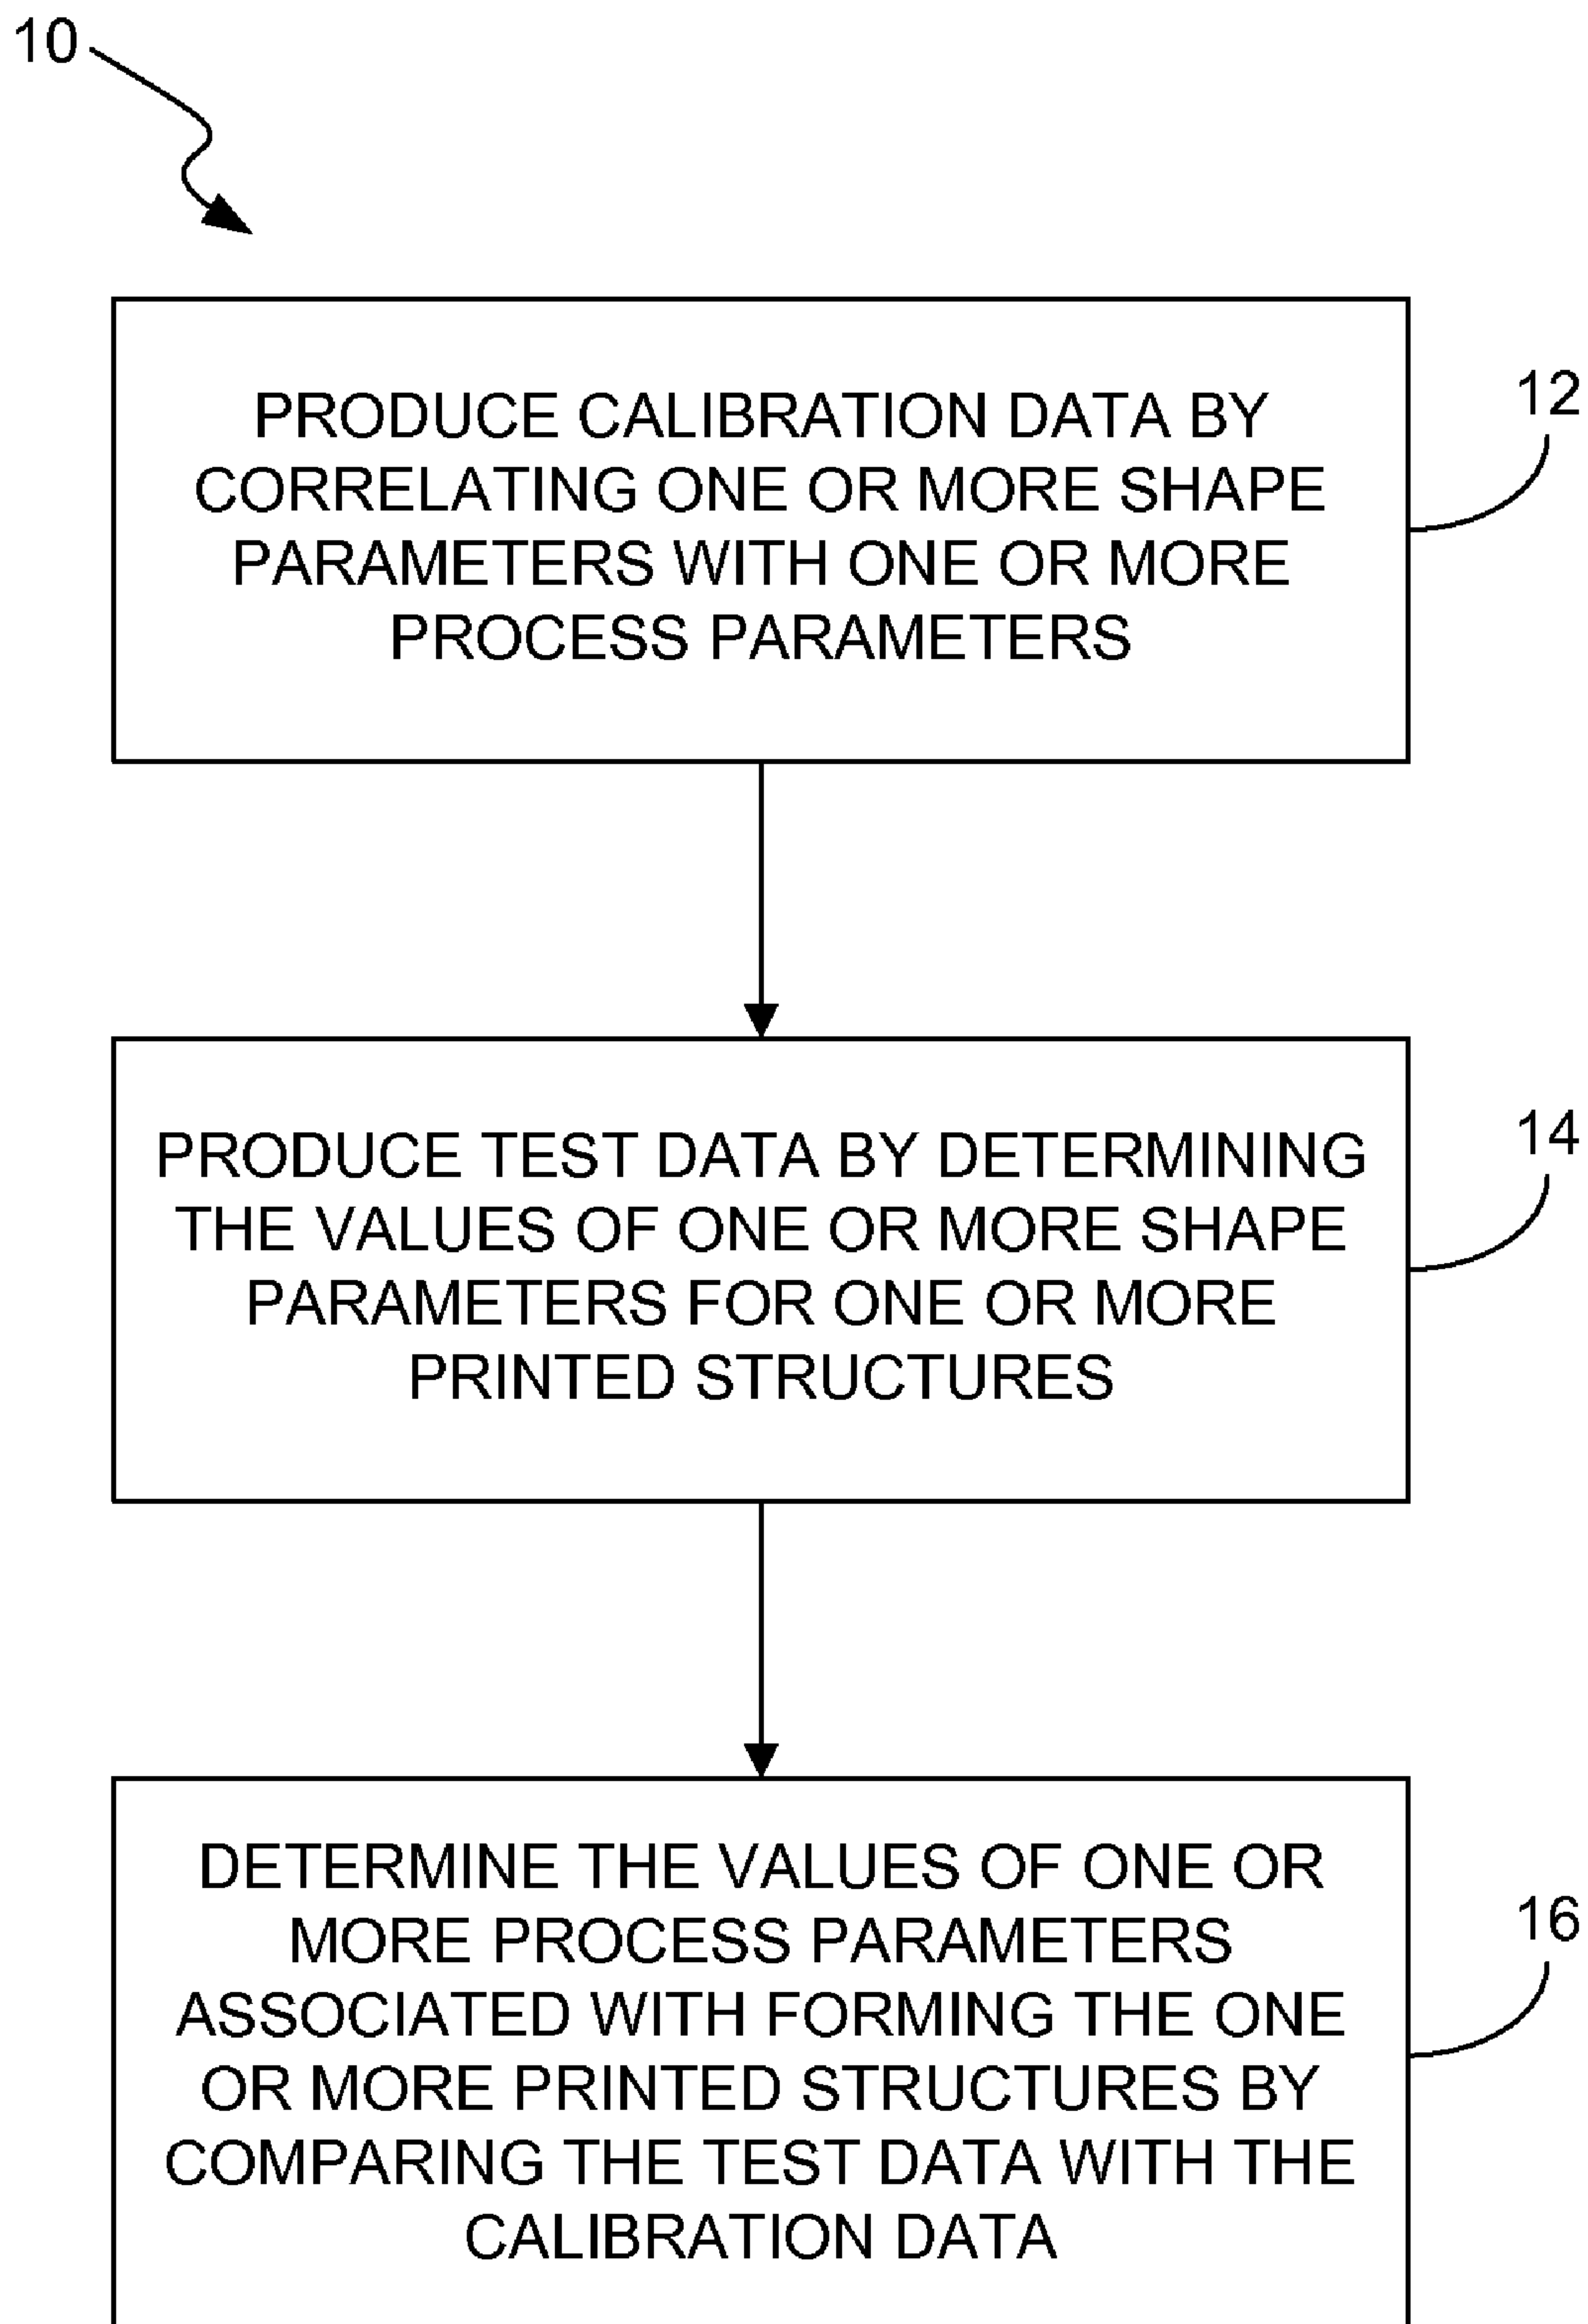 10
PRODUCE CALIBRATION DATA BY
CORRELATING ONE OR MORE SHAPE
PARAMETERS WITH ONE OR MORE
PROCESS PARAMETERS
12
PRODUCE TEST DATA BY DETERMINING
THE VALUES OF ONE OR MORE SHAPE
PARAMETERS FOR ONE OR MORE
PRINTED STRUCTURES
14
DETERMINE THE VALUES OF ONE OR
MORE PROCESS PARAMETERS
ASSOCIATED WITH FORMING THE ONE
OR MORE PRINTED STRUCTURES BY
COMPARING THE TEST DATA WITH THE
CALIBRATION DATA
16